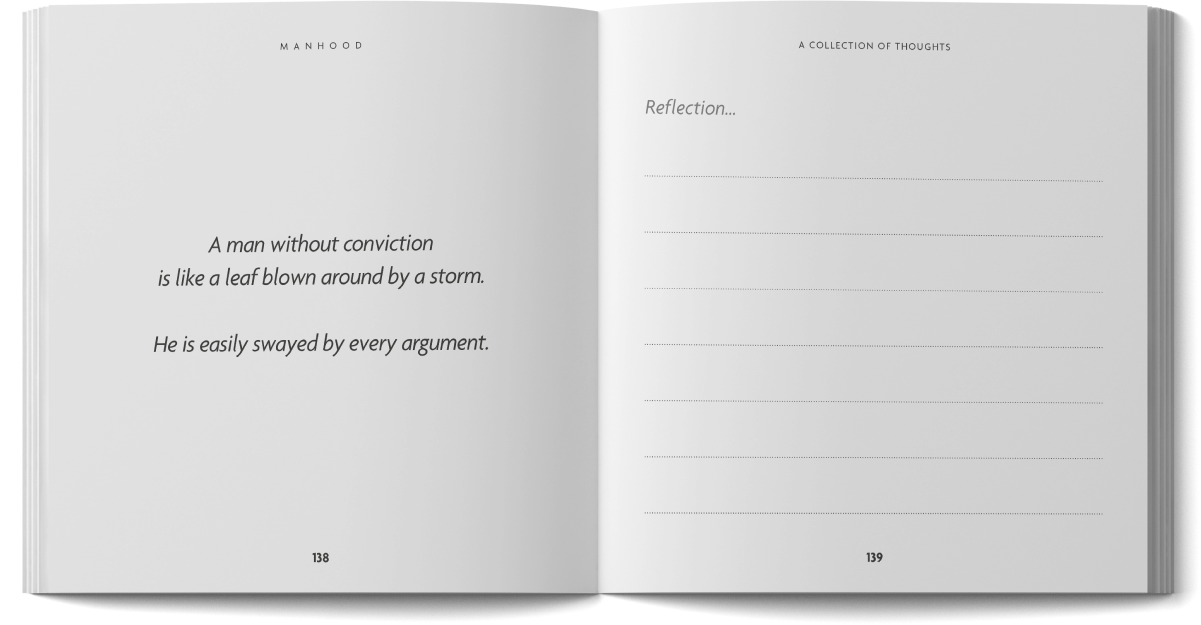 MANHOOD
A man without conviction
is like a leaf blown around by a storm.
He is easily swayed by every argument.
138
A COLLECTION OF THOUGHTS
Reflection...
139